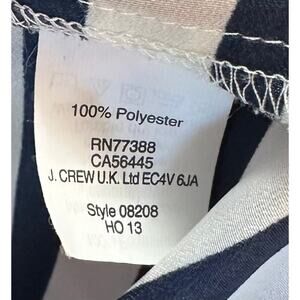 100% Polyester
RN77388
CA56445
J. CREW U.K. Ltd EC4V 6JA
Style 08208
HO 13